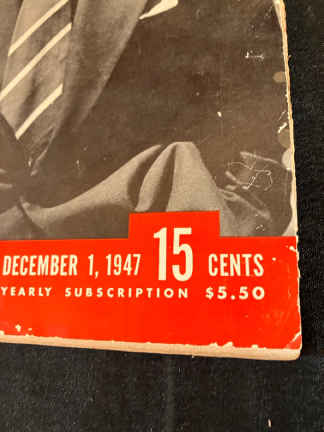 DECEMBER 1, 1947 15 CENTS
YEARLY SUBSCRIPTION $5.50